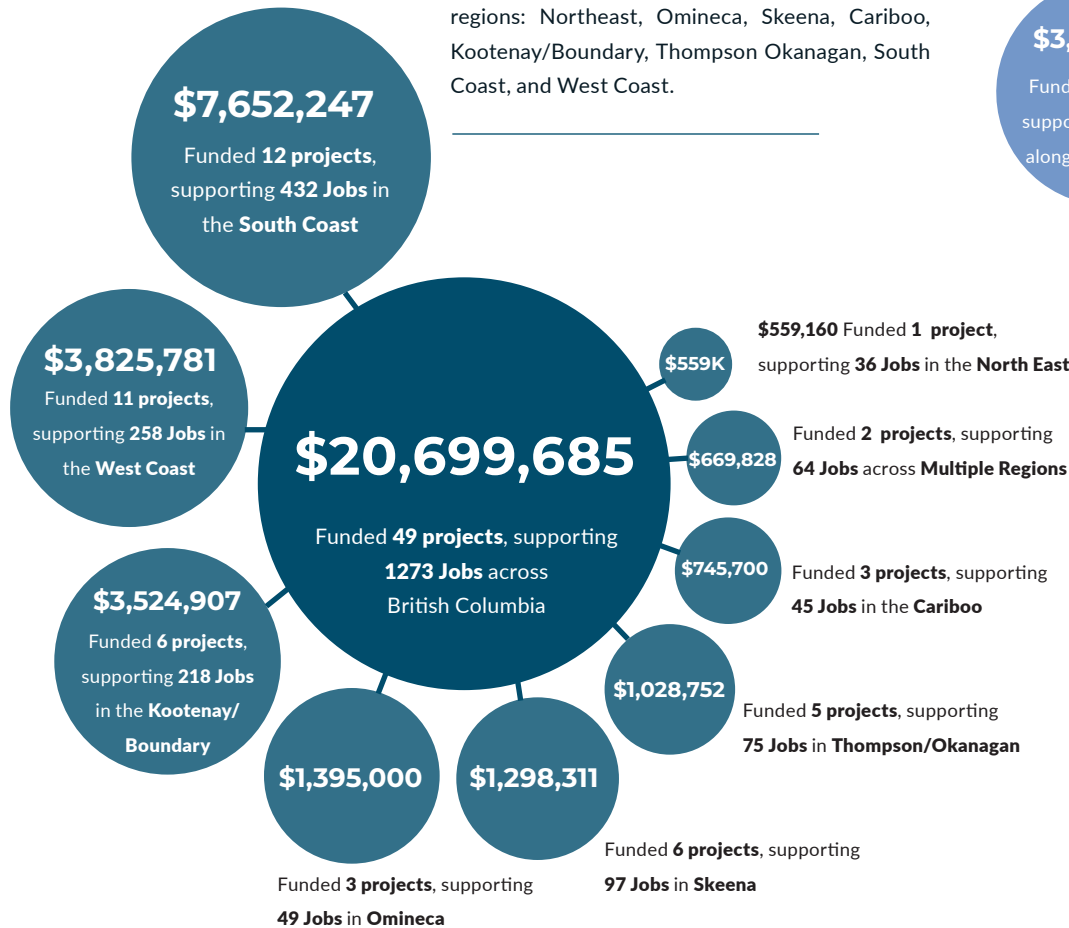 regions: Northeast, Omineca, Skeena, Cariboo,
Kootenay/Boundary, Thompson Okanagan, South
Coast, and West Coast.
$7,652,247
Funded 12 projects,
supporting 432 Jobs in
the South Coast
$3,825,781
Funded 11 projects,
supporting 258 Jobs in
the West Coast
$3,524,907
Funded 6 projects,
supporting 218 Jobs
in the Kootenay/
Boundary
$20,699,685
Funded 49 projects, supporting
1273 Jobs across
British Columbia
$559K
$559,160 Funded 1 project,
supporting 36 Jobs in the North East
$669,828
Funded 2 projects, supporting
64 Jobs across Multiple Regions
$745,700
Funded 3 projects, supporting
45 Jobs in the Cariboo
$1,028,752
Funded 5 projects, supporting
75 Jobs in Thompson/Okanagan
$1,298,311
Funded 6 projects, supporting
97 Jobs in Skeena
$1,395,000
Funded 3 projects, supporting
49 Jobs in Omineca